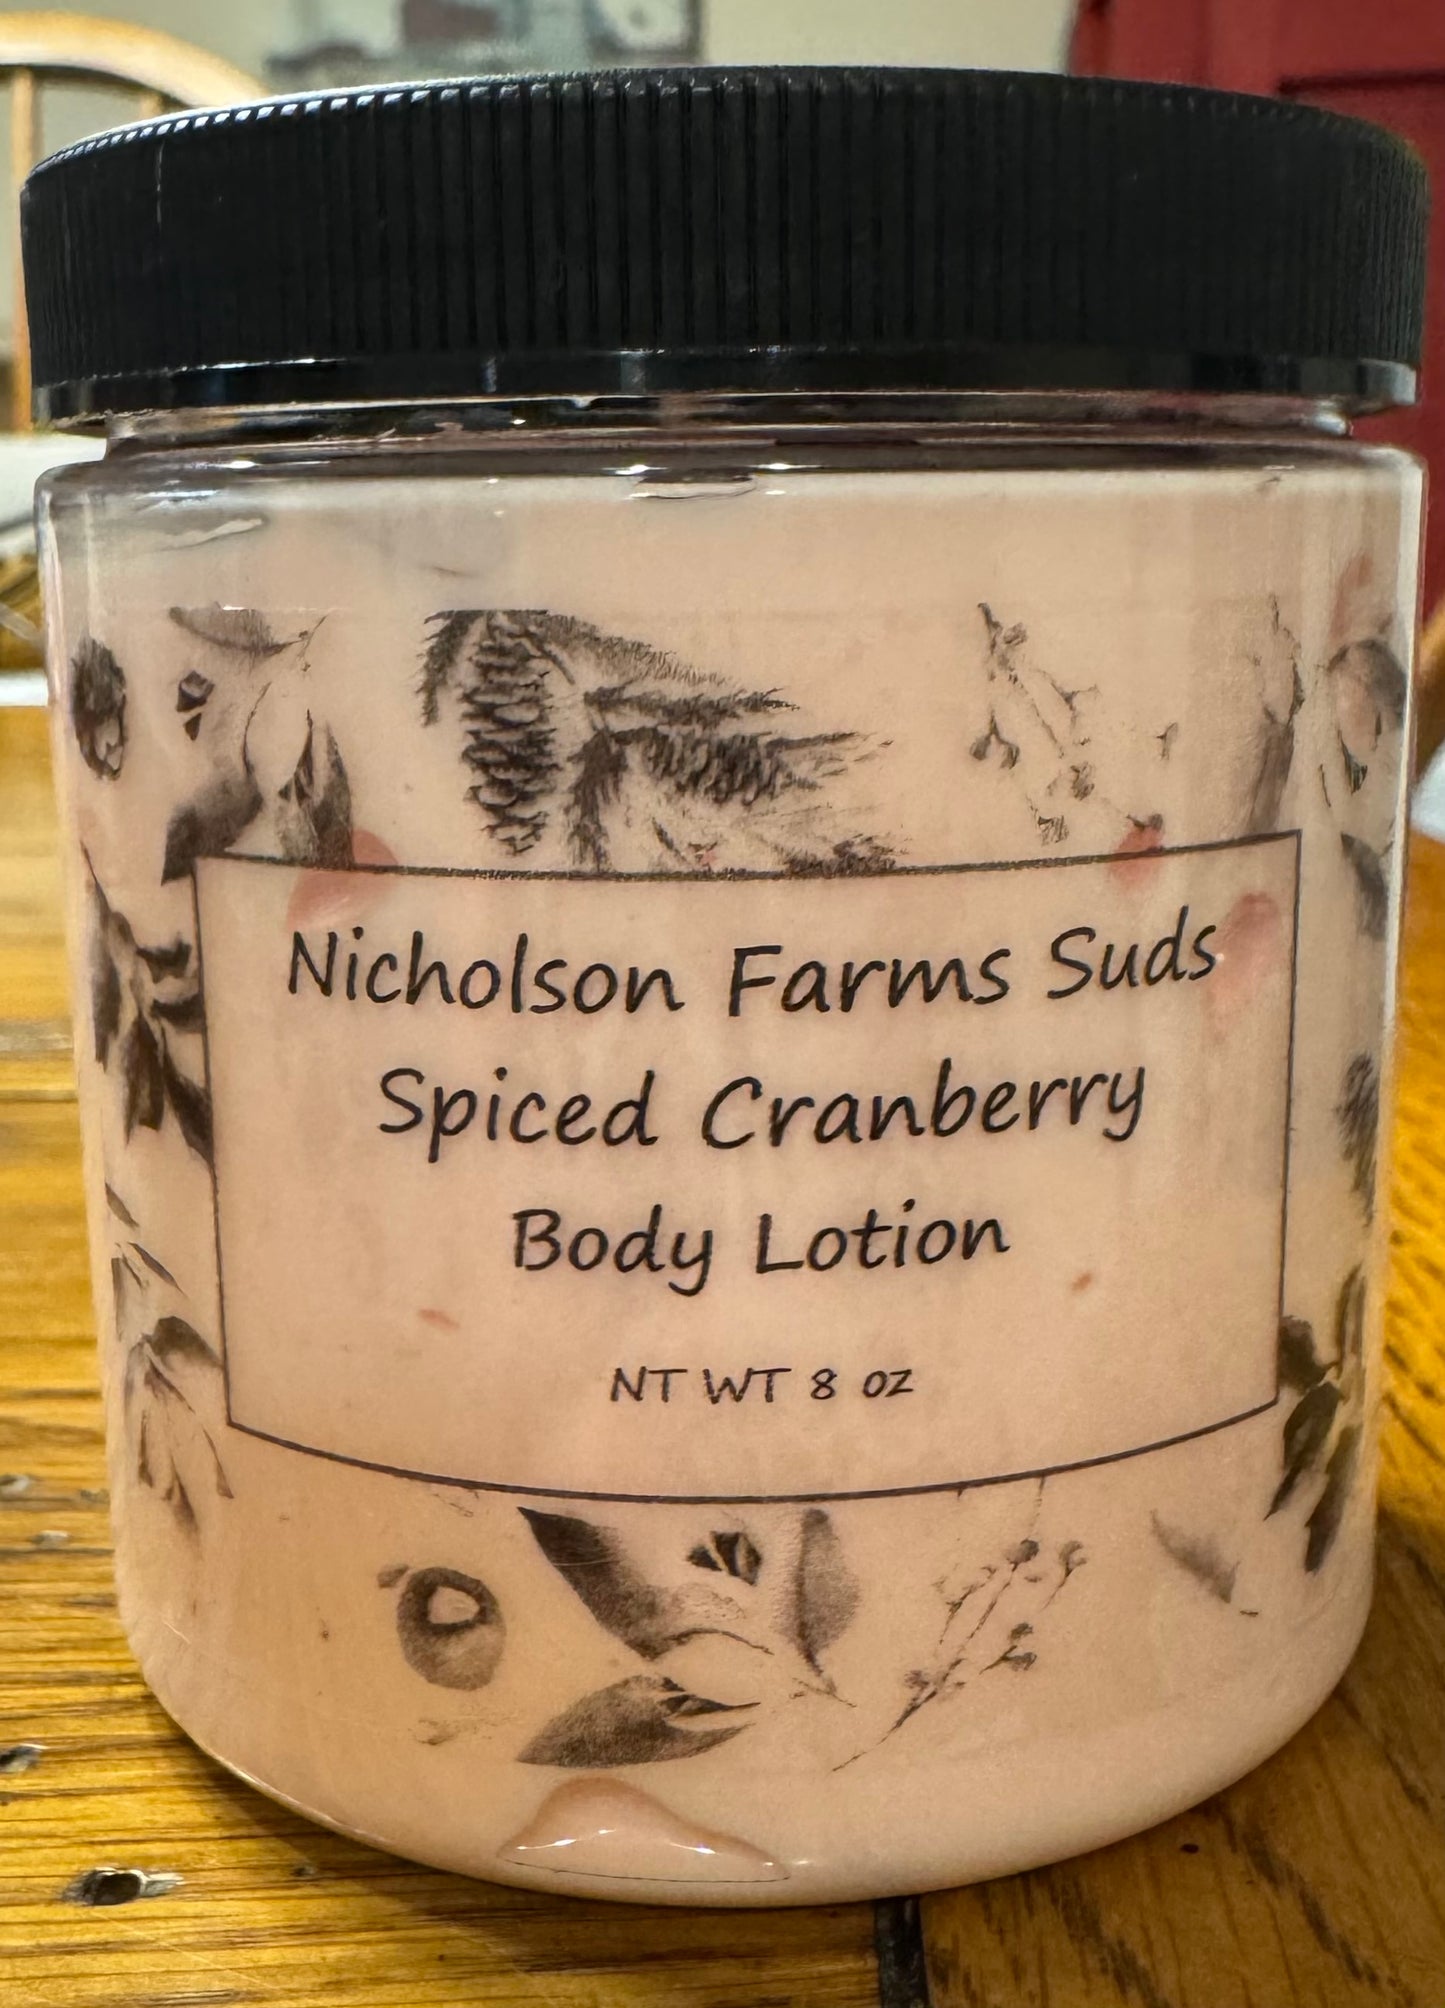 Nicholson Farms Suds
Spiced Cranberry
Body Lotion
NT WT 8 OZ